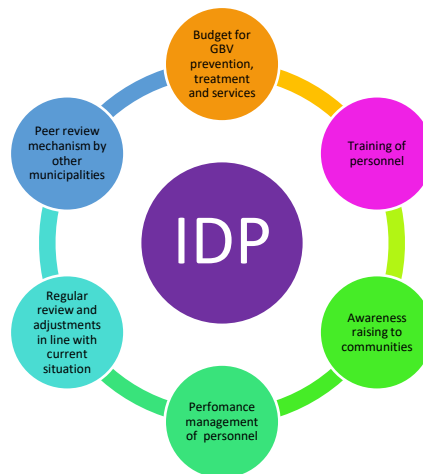 Budget for
GBV
prevention,
treatment
and services
Peer review
mechanism by
other
municipalities
Training of
personnel
IDP
Regular
review and
adjustments
in line with
current
situation
Awareness
raising to
communities
Perfomance
management
of personnel